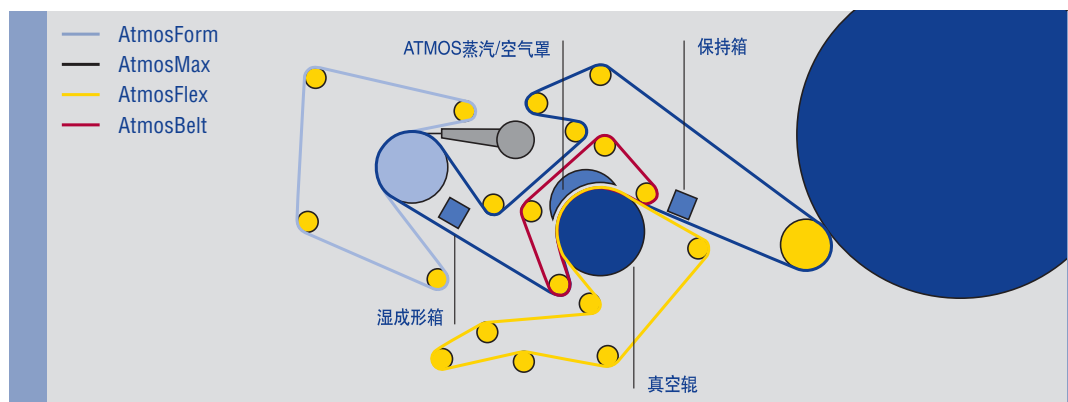 AtmosForm
AtmosMax
AtmosFlex
AtmosBelt
ATMOS蒸汽/空气罩
保持箱
湿成形箱
真空辊